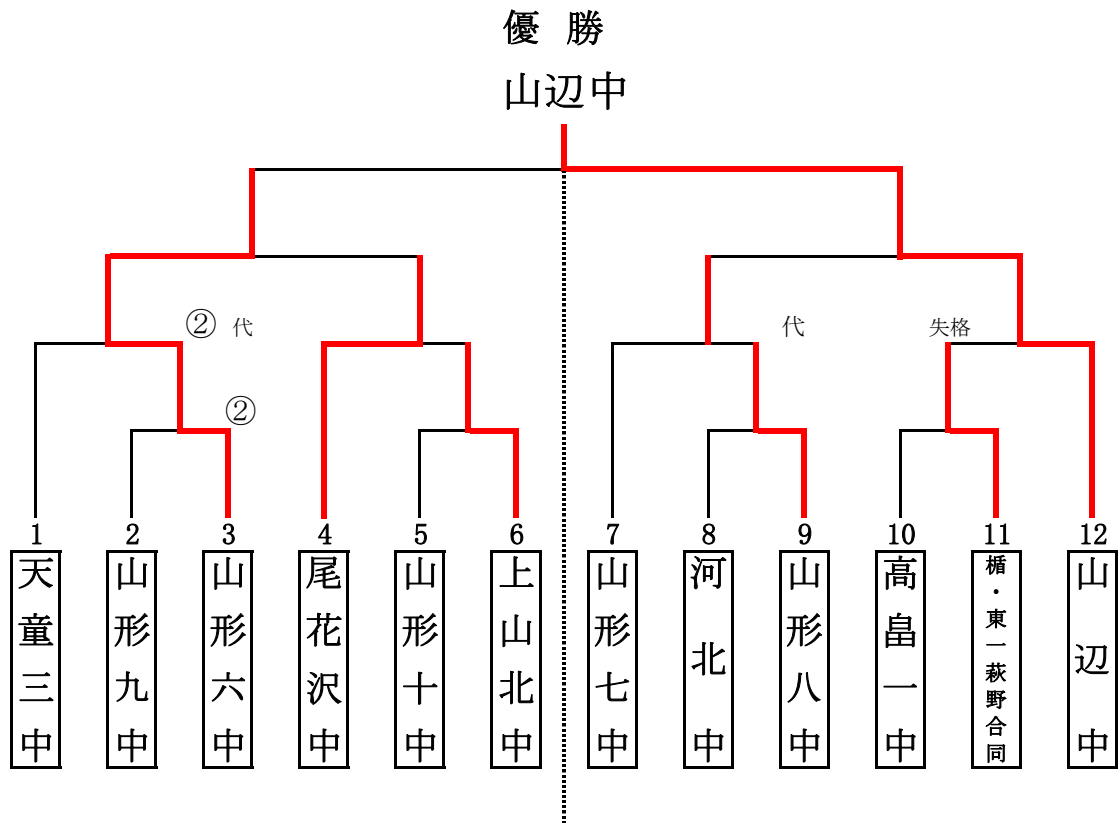 優 勝
山辺中
② 代
代
失格
②
1 2 3 4 5 6 7 8 9 10 11 12
天童三中
山形九中
山形六中
尾花沢中
山形十中
上山北中
山形七中
河北中
山形八中
高畠一中
楯・東一萩野合同
山辺中